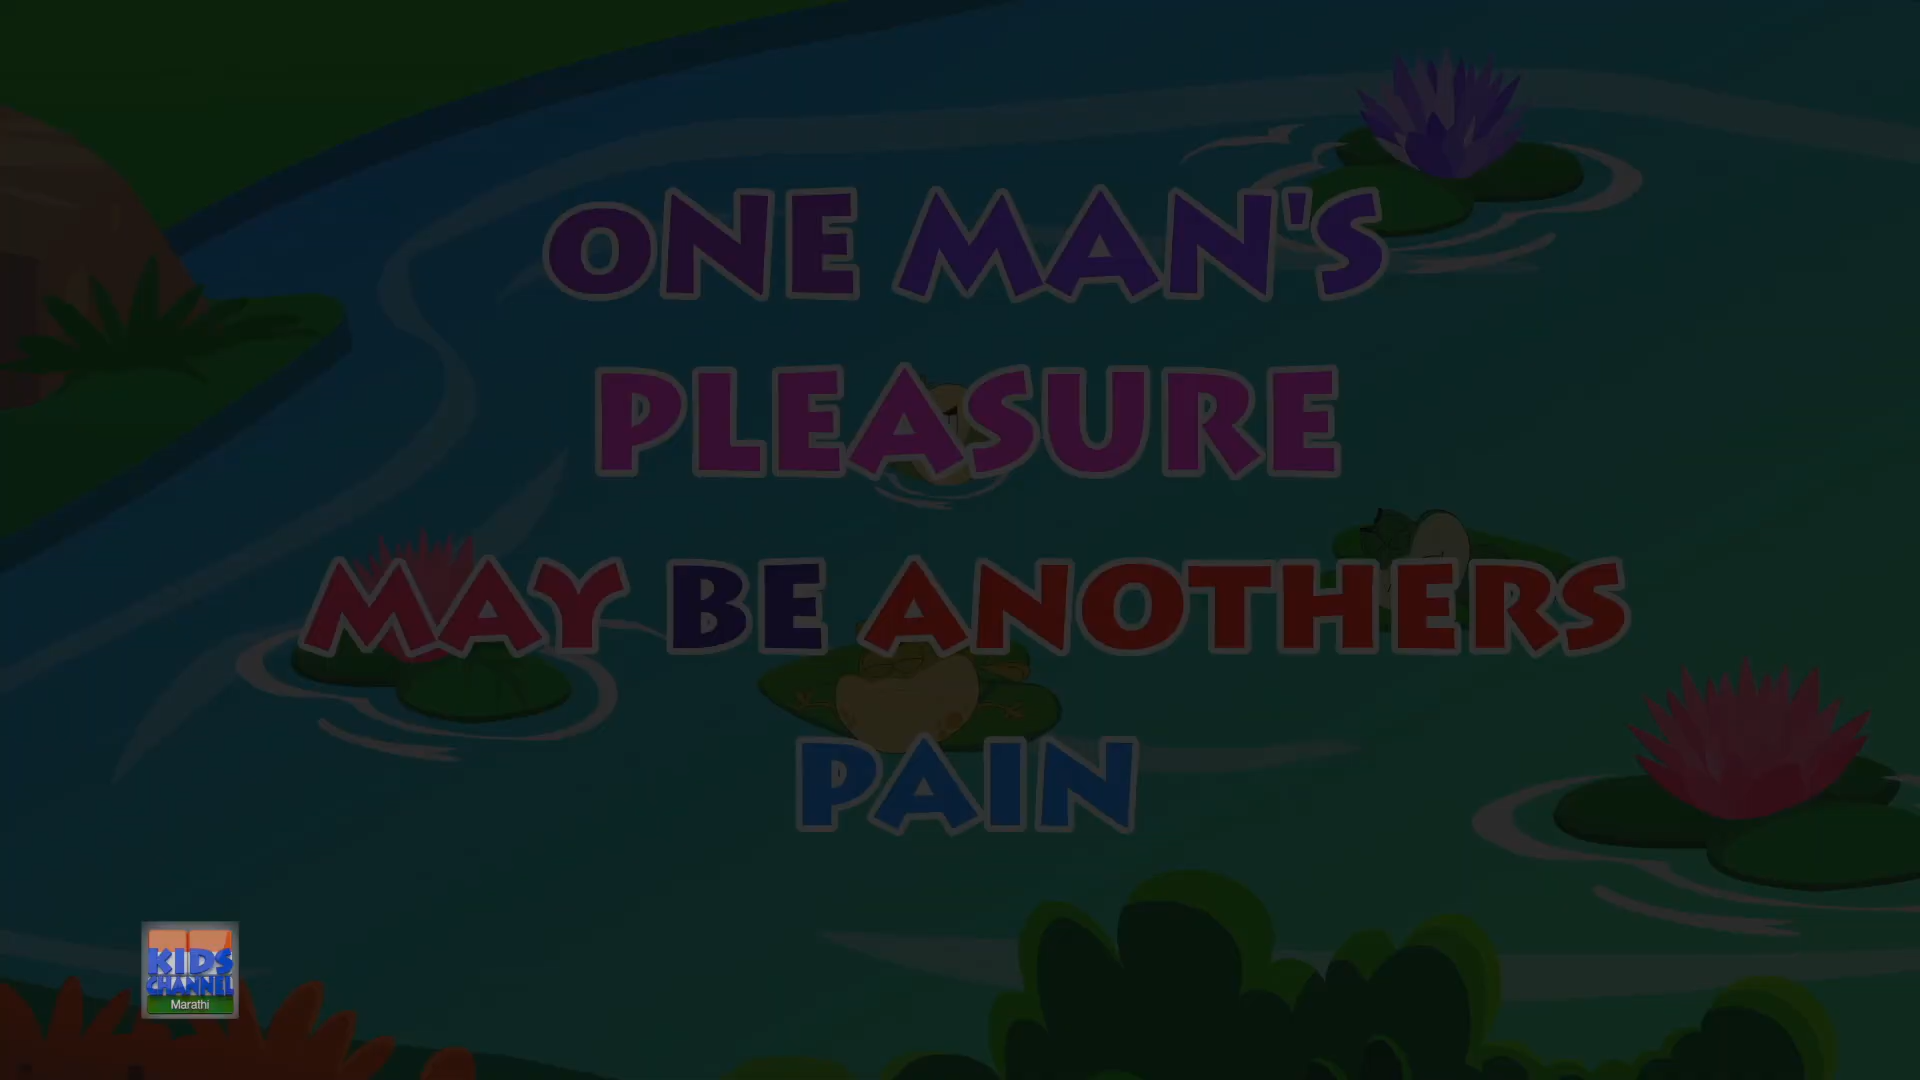 ONE MAN'S
PLEASURE
MAY BE ANOTHERS
PAIN
KIDS
CHANNEL
Marathi